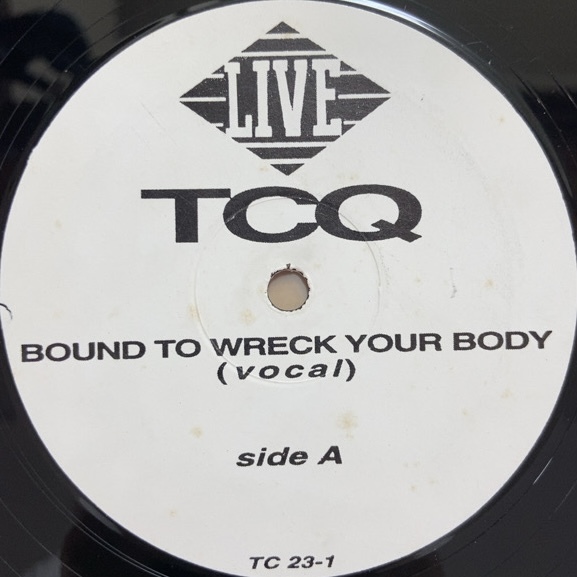 LIVE
TCQ
BOUND TO WRECK YOUR BODY
(vocal)
side A
TC 23-1